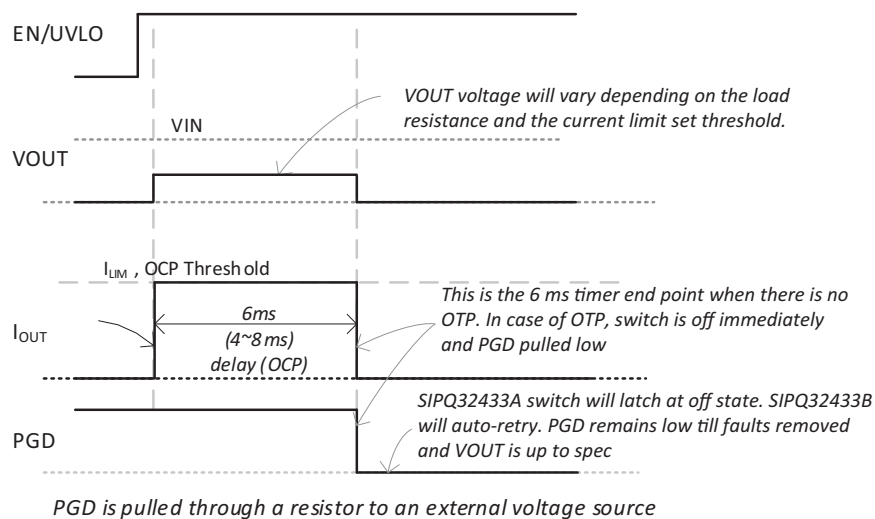 EN/UVLO
VOUT voltage will vary depending on the load
resistance and the current limit set threshold.
VIN
VOUT
ILIM , OCP Threshold
This is the 6 ms timer end point when there is no
OTP. In case of OTP, switch is off immediately
and PGD pulled low
6ms
(4~8 ms)
delay (OCP)
IOUT
SIPQ32433A switch will latch at off state. SIPQ32433B
will auto-retry. PGD remains low till faults removed
and VOUT is up to spec
PGD
PGD is pulled through a resistor to an external voltage source